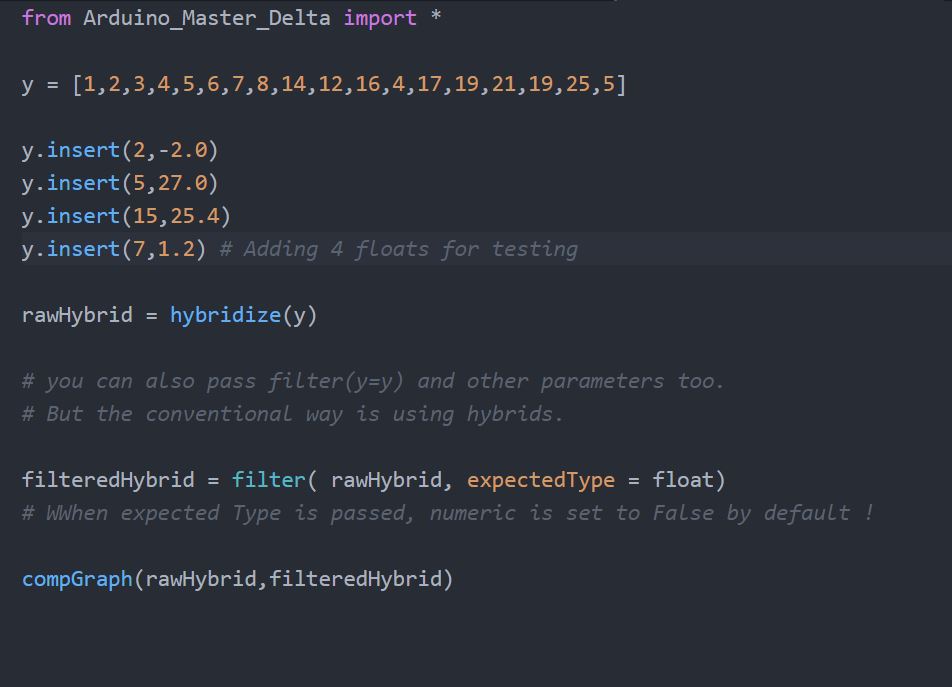 from Arduino_Master_Delta import *
y = [1,2,3,4,5,6,7,8,14,12,16,4,17,19,21,19,25,5]
y.insert(2,-2.0)
y.insert(5,27.0)
y.insert(15,25.4)
y.insert(7,1.2) # Adding 4 floats for testing
rawHybrid = hybridize(y)
# you can also pass filter(y=y) and other parameters too.
# But the conventional way is using hybrids.
filteredHybrid = filter( rawHybrid, expectedType = float)
# WWhen expected Type is passed, numeric is set to False by default !
compGraph(rawHybrid,filteredHybrid)